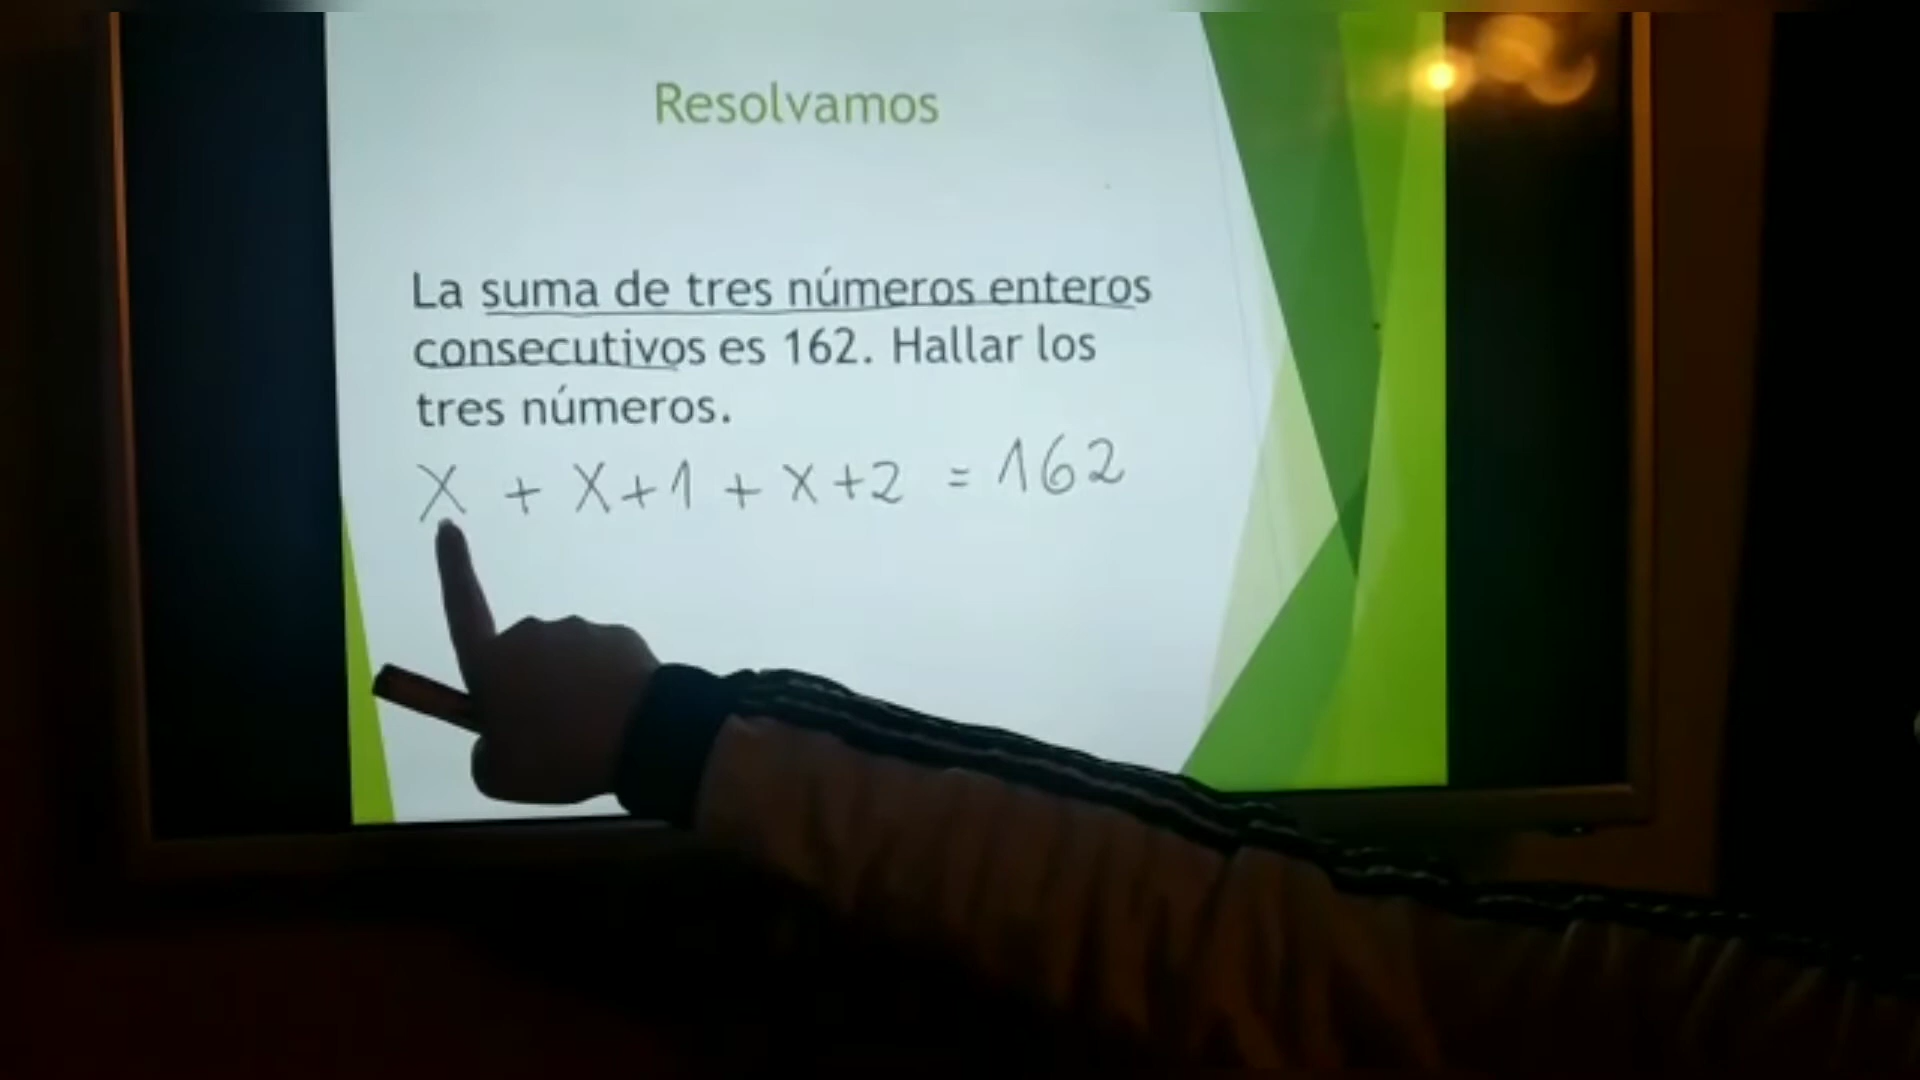 Resolvamos
La suma de tres números enteros
consecutivos es 162. Hallar los
tres números.
X + X+1 + X+2 = 162